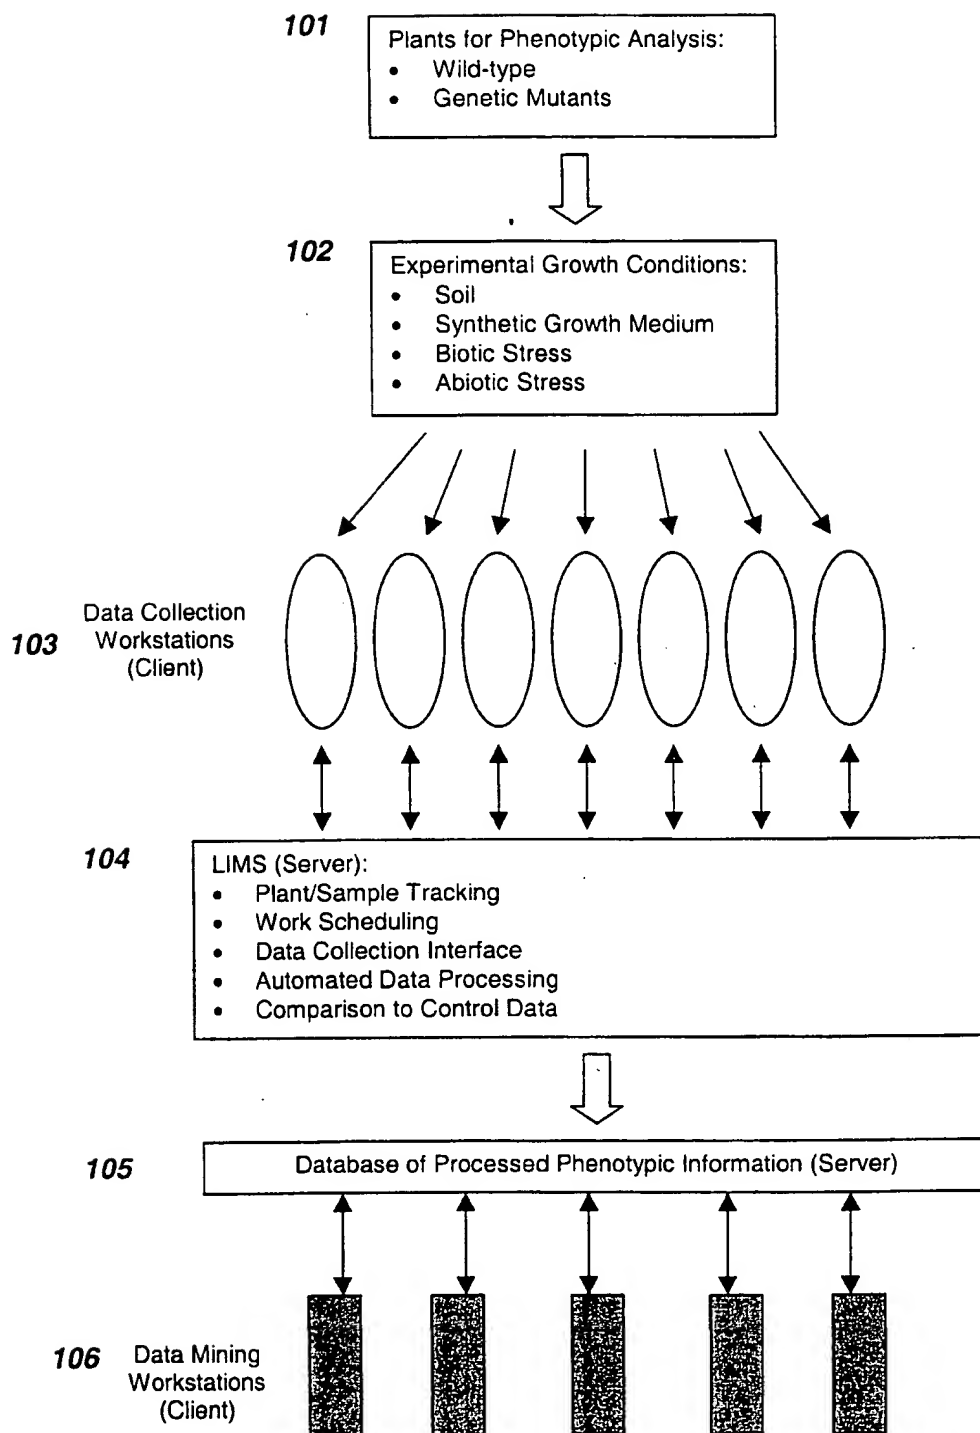 101
Plants for Phenotypic Analysis:
• Wild-type
• Genetic Mutants
102
Experimental Growth Conditions:
• Soil
• Synthetic Growth Medium
• Biotic Stress
• Abiotic Stress
103
Data Collection
Workstations
(Client)
104
LIMS (Server):
• Plant/Sample Tracking
• Work Scheduling
• Data Collection Interface
• Automated Data Processing
• Comparison to Control Data
105
Database of Processed Phenotypic Information (Server)
106
Data Mining
Workstations
(Client)